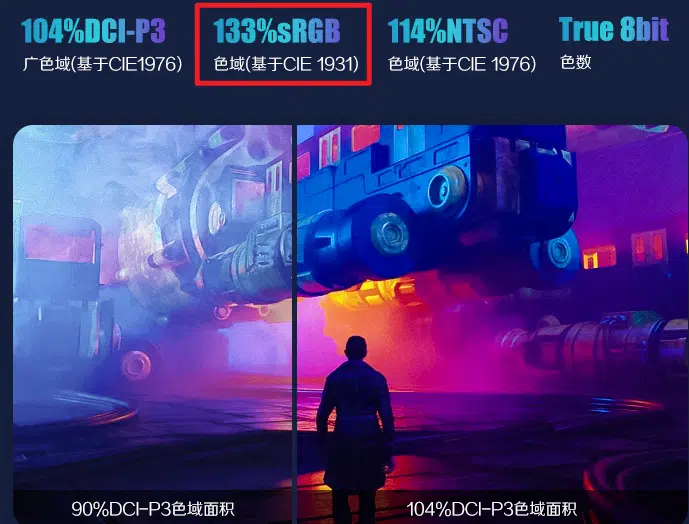 104%DCI-P3
广色域(基于CIE1976)
133%sRGB
色域(基于CIE 1931)
114%NTSC
色域(基于CIE 1976)
True 8bit
色数
90%DCI-P3色域面积
104%DCI-P3色域面积